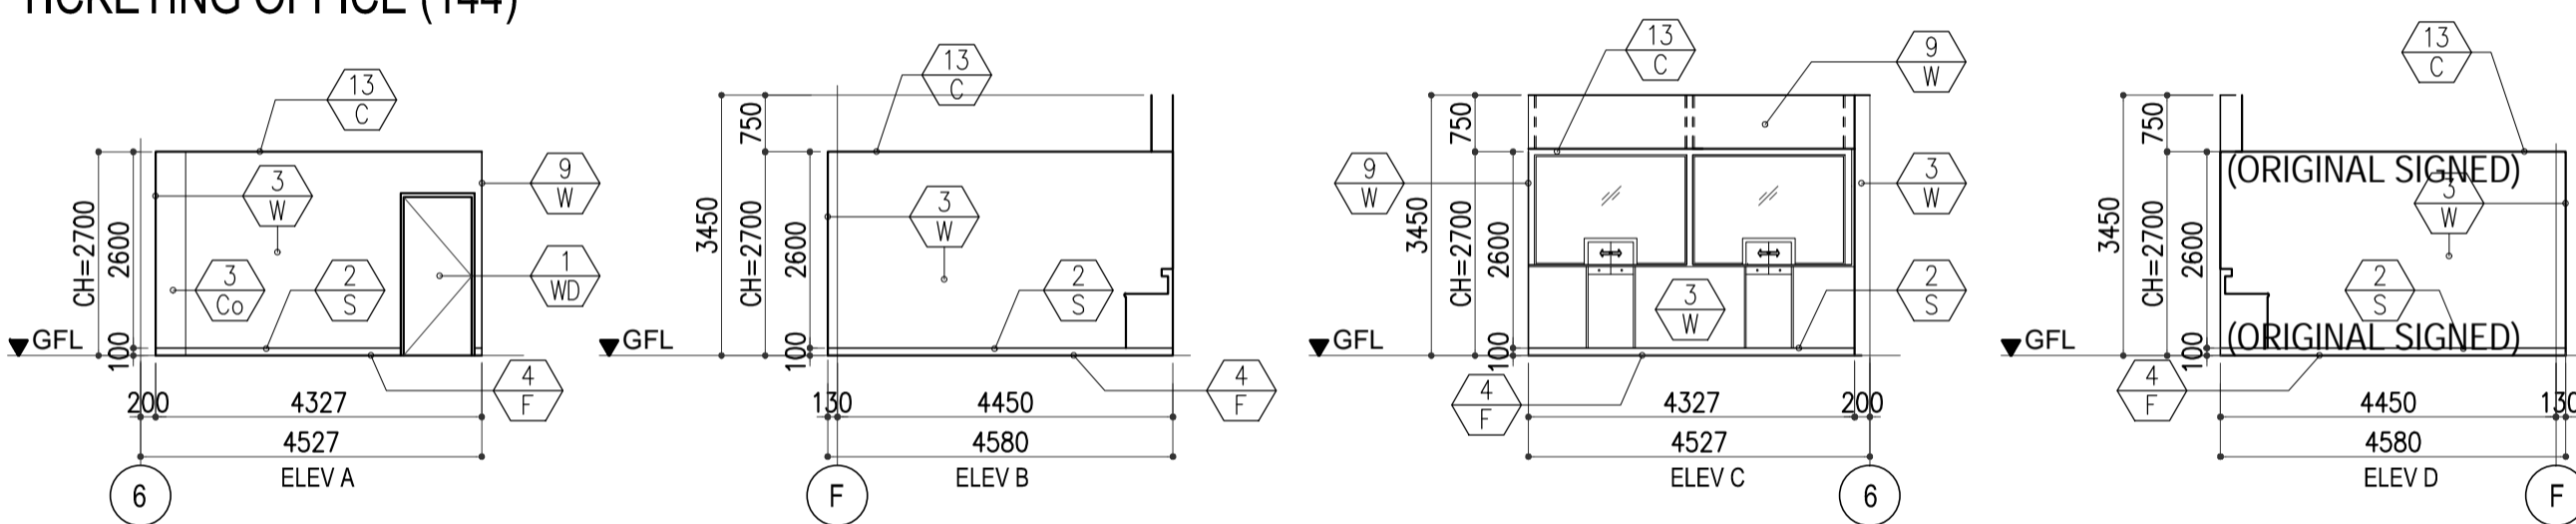 TICKETING OFFICE (144)
13
C
3
W
9
W
1
WD
3
Co
2
S
4
F
CH=2700
2600
100
GFL
200
4327
4527
ELEV A
6
13
C
3
W
2
S
4
F
3450
750
CH=2700
2600
100
GFL
130
4450
4580
ELEV B
F
13
C
9
W
9
W
3
W
3
W
2
S
4
F
3450
750
CH=2700
2600
100
GFL
4327
200
4527
ELEV C
6
13
C
(ORIGINAL SIGNED)
3
W
2
S
(ORIGINAL SIGNED)
4
F
3450
750
CH=2700
2600
100
GFL
4450
130
4580
ELEV D
F